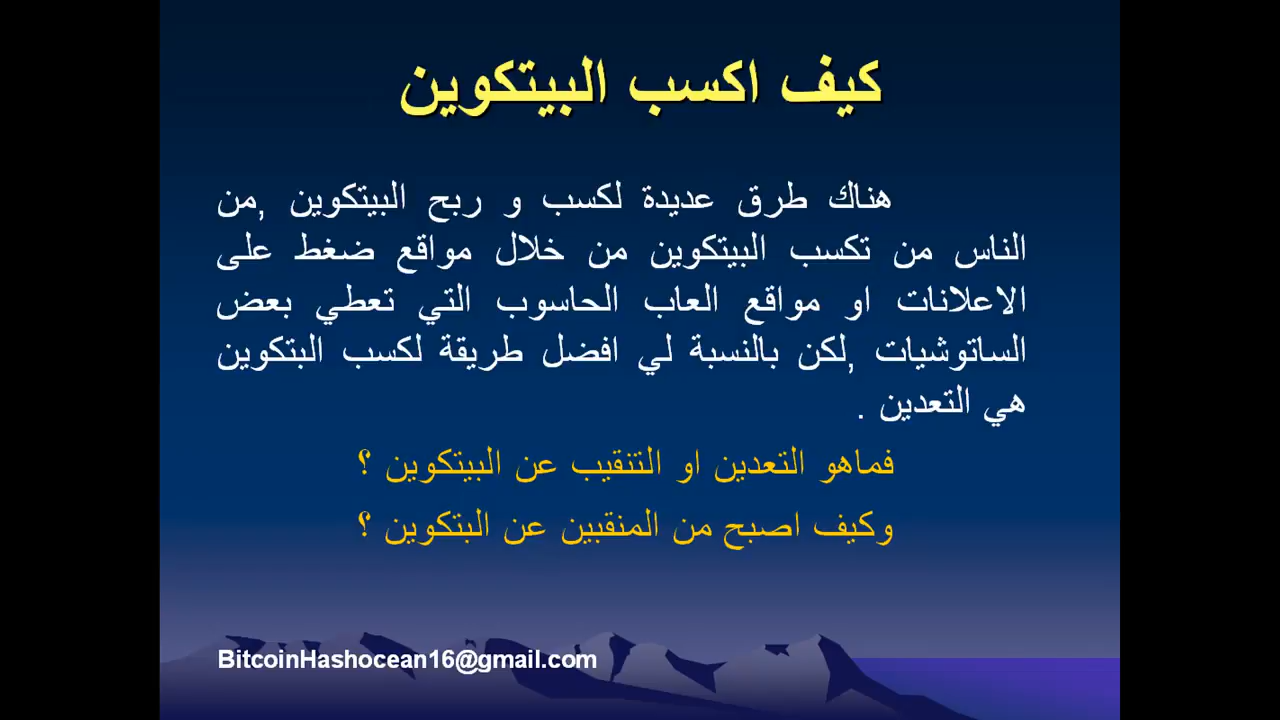 كيف اكسب البيتكوين
هناك طرق عديدة لكسب و ربح البيتكوين ,من
الناس من تكسب البيتكوين من خلال مواقع ضغط على
الاعلانات او مواقع العاب الحاسوب التي تعطي بعض
الساتوشيات ,لكن بالنسبة لي افضل طريقة لكسب البتكوين
هي التعدين .
فماهو التعدين او التنقيب عن البيتكوين ؟
وكيف اصبح من المنقبين عن البتكوين ؟
BitcoinHashocean16@gmail.com